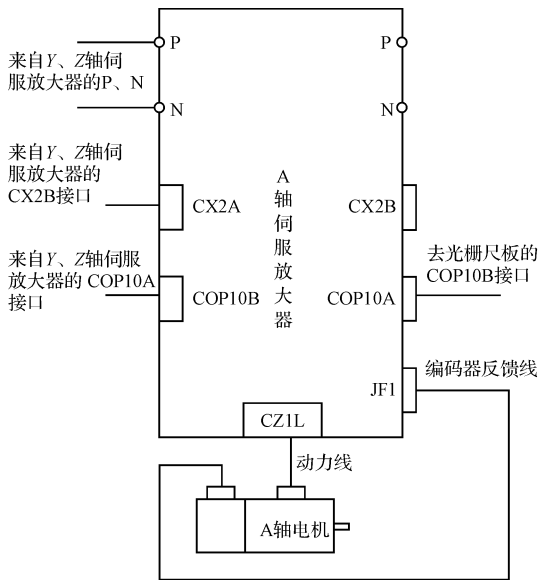 来自Y、Z轴伺
服放大器的P、N
P
N
P
N
来自Y、Z轴伺
服放大器的
CX2B接口
CX2A
A
轴
伺
服
放
大
器
CX2B
来自Y、Z轴伺服
放大器的 COP10A
接口
COP10B
COP10A
去光栅尺板的
COP10B接口
JF1
编码器反馈线
CZ1L
动力线
A轴电机